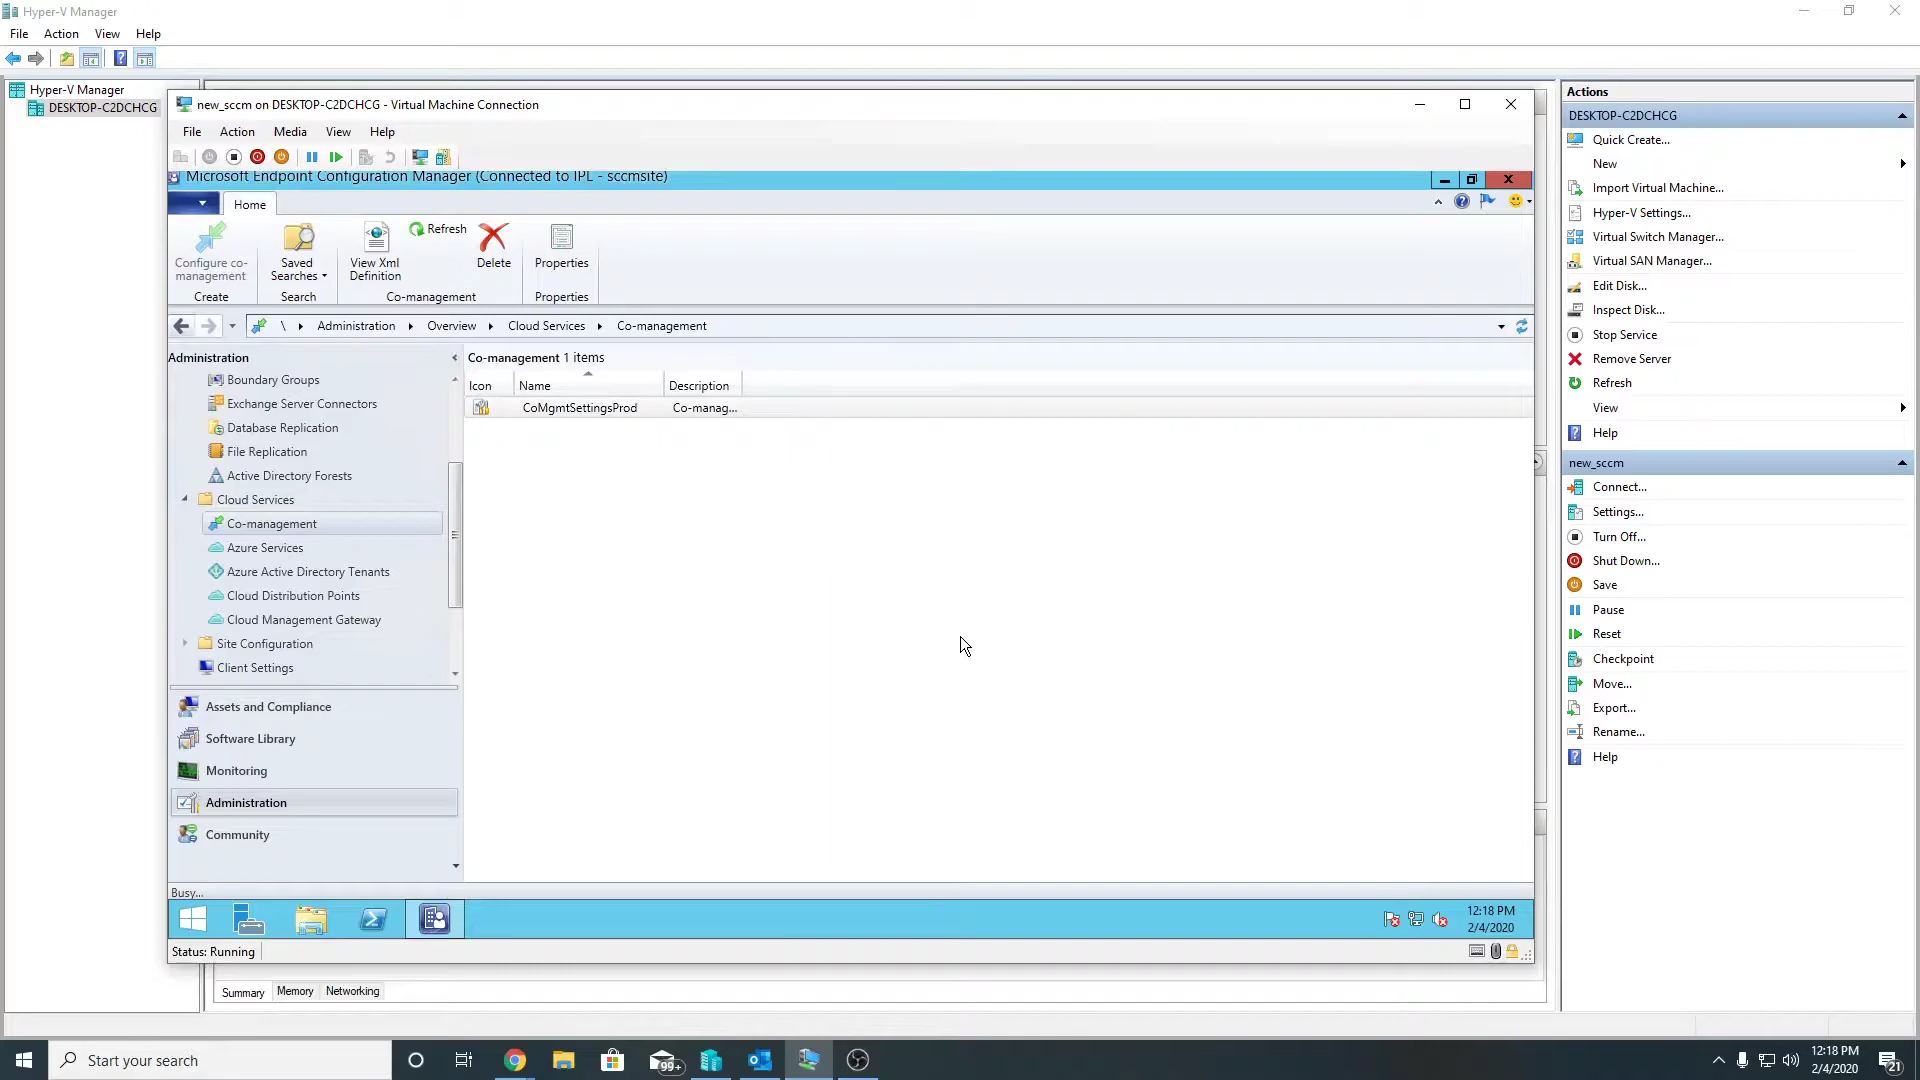 Hyper-V Manager
File Action View Help
Hyper-V Manager
DESKTOP-C2DCHCG
new_sccm on DESKTOP-C2DCHCG - Virtual Machine Connection
File Action Media View Help
Microsoft Endpoint Configuration Manager (Connected to IPL - sccmsite)
Home
Configure co-
management
Create
Saved
Searches
Search
View Xml
Definition
Refresh
Delete
Co-management
Properties
Properties
\ Administration Overview Cloud Services Co-management
Administration
Boundary Groups
Exchange Server Connectors
Database Replication
File Replication
Active Directory Forests
Cloud Services
Co-management
Azure Services
Azure Active Directory Tenants
Cloud Distribution Points
Cloud Management Gateway
Site Configuration
Client Settings
Assets and Compliance
Software Library
Monitoring
Administration
Community
Co-management 1 items
Icon Name Description
CoMgmtSettingsProd Co-manag...
Busy...
12:18 PM
2/4/2020
Status: Running
Summary Memory Networking
Actions
DESKTOP-C2DCHCG
Quick Create...
New
Import Virtual Machine...
Hyper-V Settings...
Virtual Switch Manager...
Virtual SAN Manager...
Edit Disk...
Inspect Disk...
Stop Service
Remove Server
Refresh
View
Help
new_sccm
Connect...
Settings...
Turn Off...
Shut Down...
Save
Pause
Reset
Checkpoint
Move...
Export...
Rename...
Help
Start your search
99+
12:18 PM
2/4/2020
21